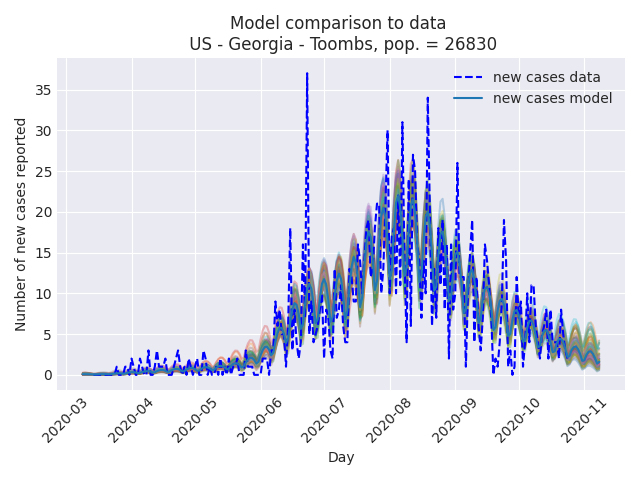 Model comparison to data
US - Georgia - Toombs, pop. = 26830
new cases data
new cases model
Number of new cases reported
35
30
25
20
15
10
5
0
2020-03
2020-04
2020-05
2020-06
2020-07
2020-08
2020-09
2020-10
2020-11
Day